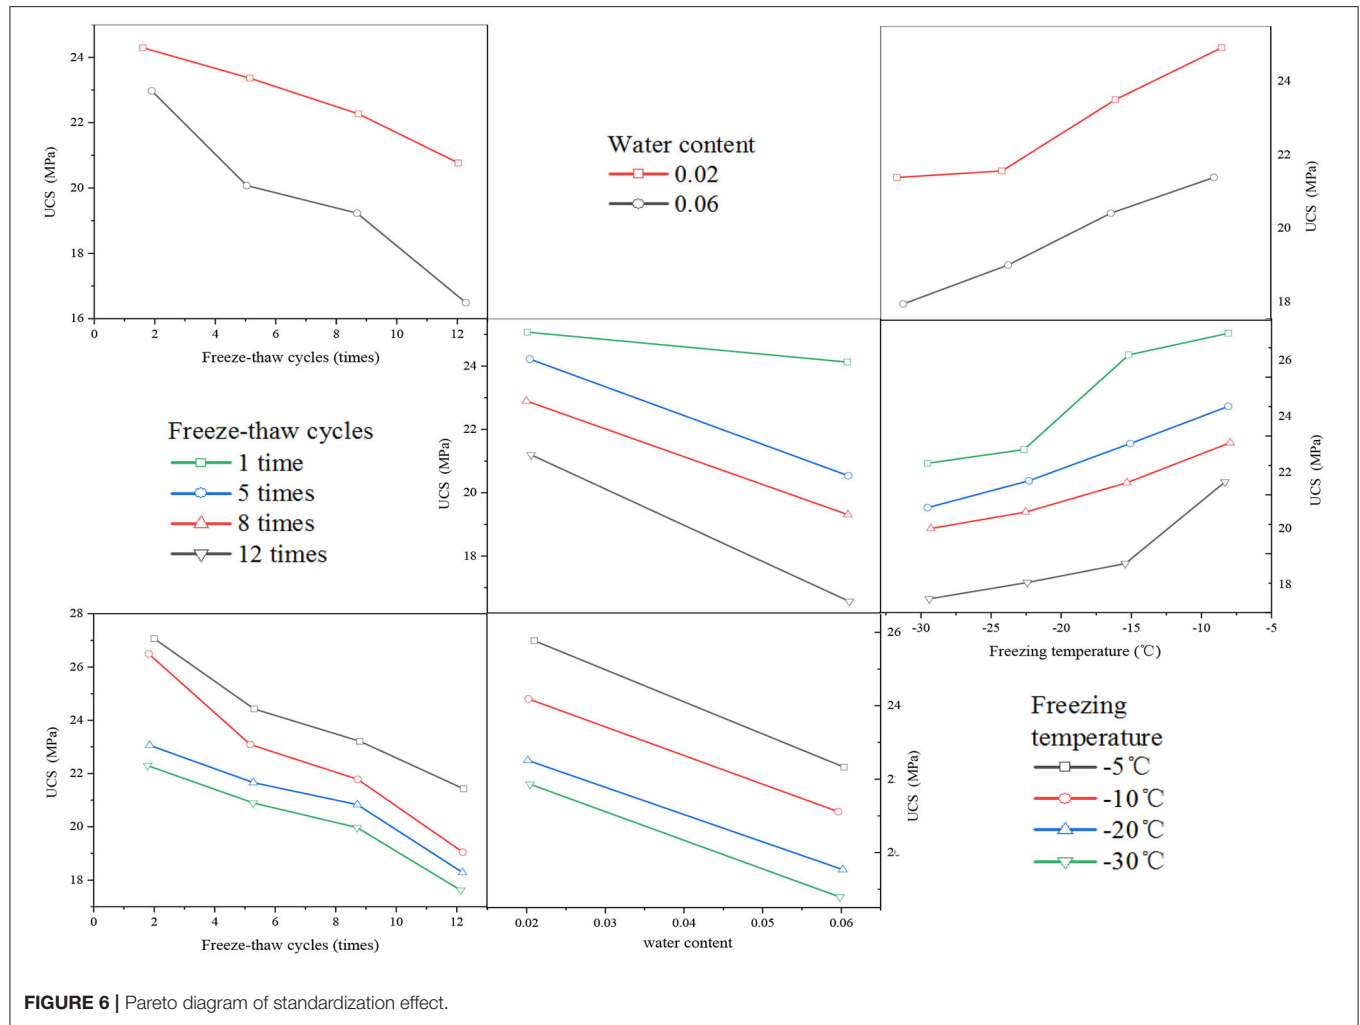 24
22
20
18
16
UCS (MPa)
0 2 4 6 8 10 12
Freeze-thaw cycles (times)
Water content
0.02
0.06
24
22
20
18
UCS (MPa)
Freeze-thaw cycles
1 time
5 times
8 times
12 times
24
22
20
18
UCS (MPa)
26
24
22
20
18
UCS (MPa)
-30 -25 -20 -15 -10 -5
Freezing temperature (℃)
28
26
24
22
20
18
UCS (MPa)
0 2 4 6 8 10 12
Freeze-thaw cycles (times)
26
24
UCS (MPa)
0.02 0.03 0.04 0.05 0.06
water content
Freezing
temperature
-5℃
-10℃
-20℃
-30℃
FIGURE 6 | Pareto diagram of standardization effect.